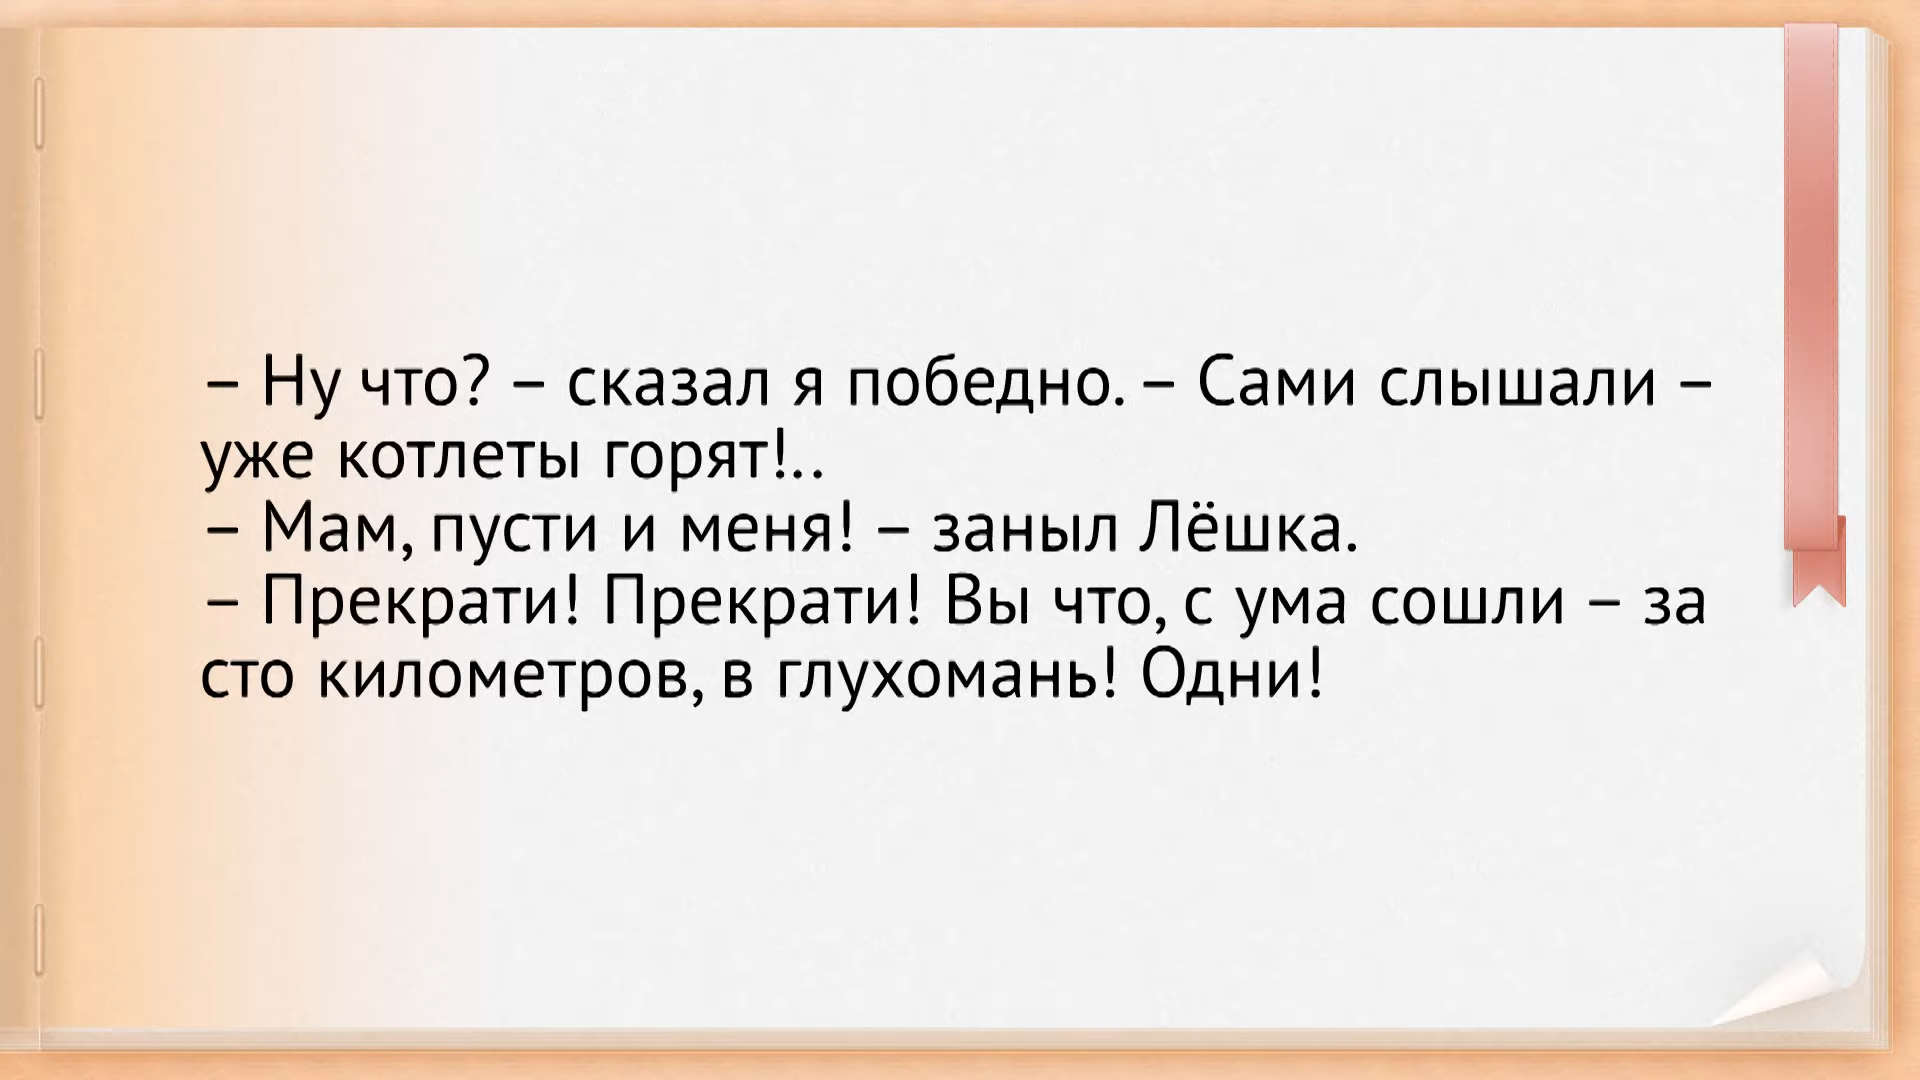 – Ну что? – сказал я победно. – Сами слышали –
уже котлеты горят!..
– Мам, пусти и меня! – заныл Лёшка.
– Прекрати! Прекрати! Вы что, с ума сошли – за
сто километров, в глухомань! Одни!